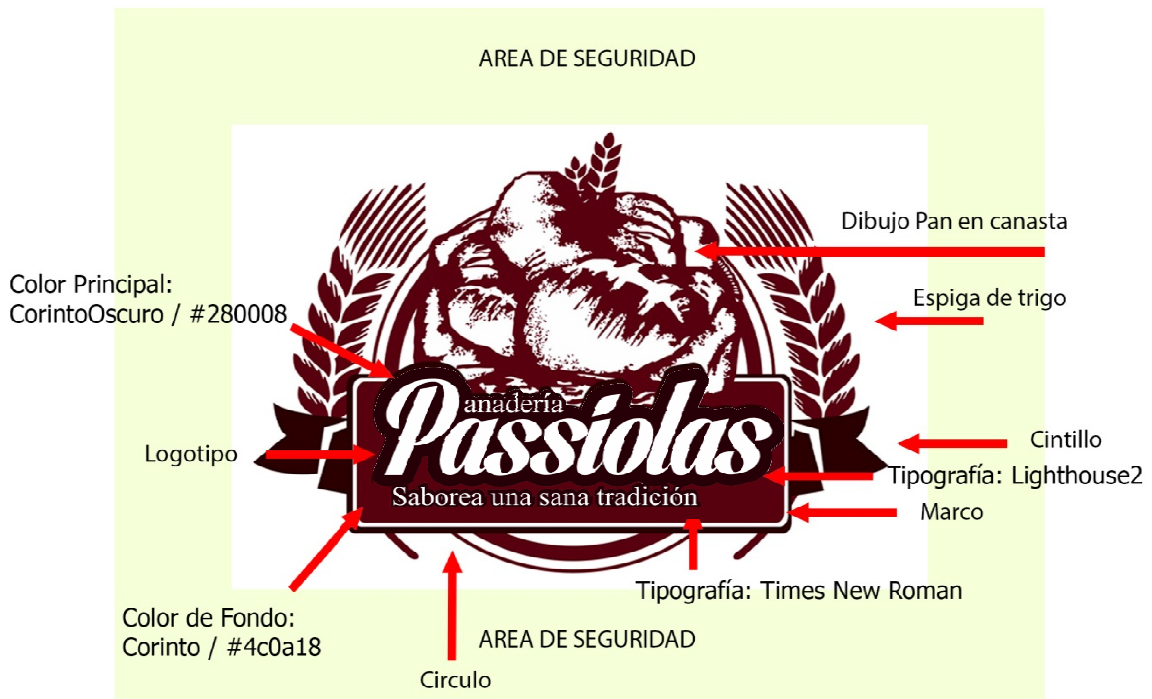 AREA DE SEGURIDAD
Dibujo Pan en canasta
Color Principal:
CorintoOscuro / #280008
Espiga de trigo
anadería
Passiolas
Saborea una sana tradición
Logotipo
Cintillo
Tipografía: Lighthouse2
Marco
Tipografía: Times New Roman
Color de Fondo:
Corinto / #4c0a18
AREA DE SEGURIDAD
Circulo